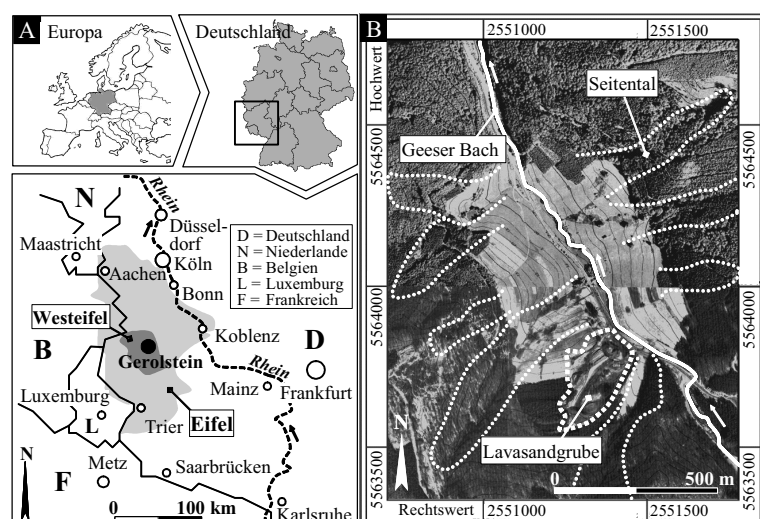 A
Europa
Deutschland
N
Rhein
Düssel-
dorf
Köln
Bonn
Maastricht
Aachen
D = Deutschland
N = Niederlande
B = Belgien
L = Luxemburg
F = Frankreich
Westeifel
Koblenz
B
Gerolstein
D
Rhein
Mainz
Frankfurt
Luxemburg
L
Trier
Eifel
N
Metz
F
Saarbrücken
0 100 km
Karlsruhe
B
2551000
2551500
Hochwert
Seitental
Geeser Bach
5564500
5564500
5564000
5564000
Lavasandgrube
N
0 500 m
5563500
5563500
Rechtswert
2551000
2551500